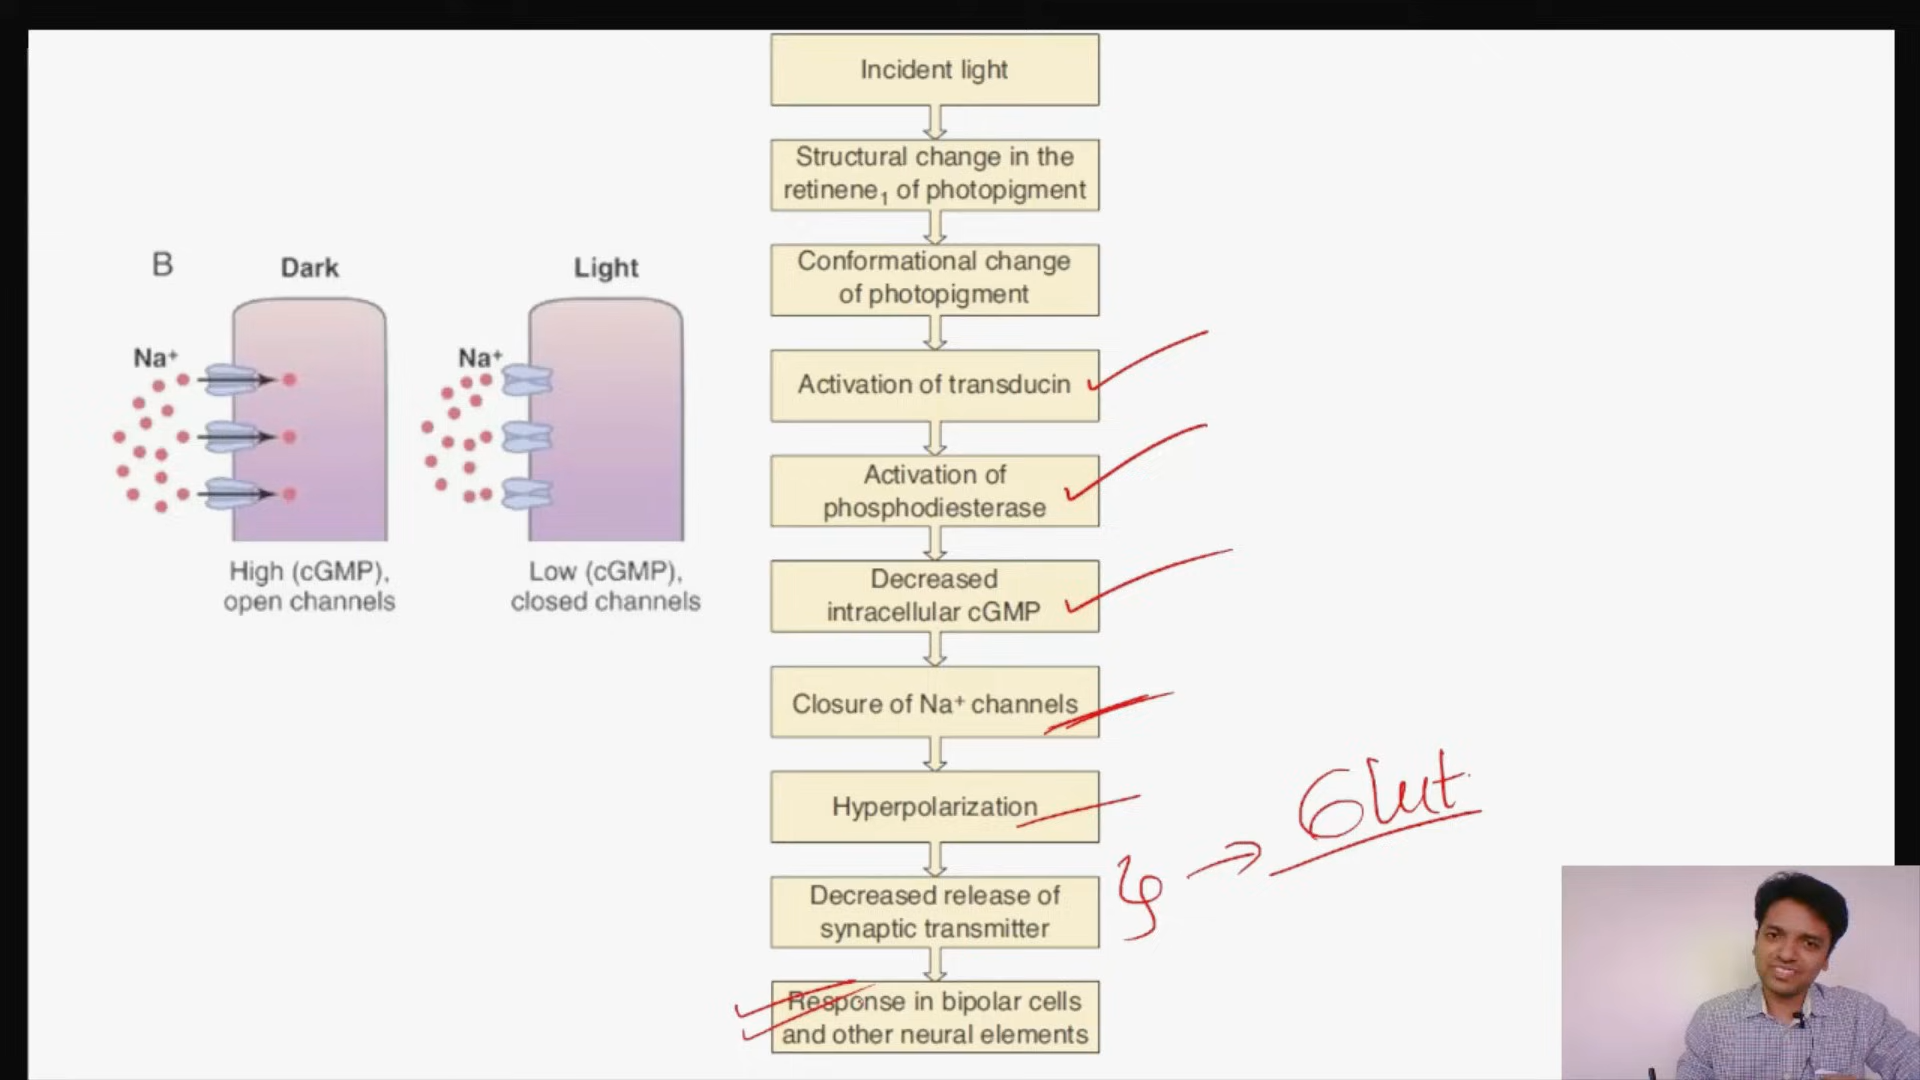 B
Dark
Light
Na⁺
Na⁺
High (cGMP),
open channels
Low (cGMP),
closed channels
Incident light
Structural change in the
retinene₁ of photopigment
Conformational change
of photopigment
Activation of transducin
Activation of
phosphodiesterase
Decreased
intracellular cGMP
Closure of Na⁺ channels
Hyperpolarization
Decreased release of
synaptic transmitter
Response in bipolar cells
and other neural elements
Glut